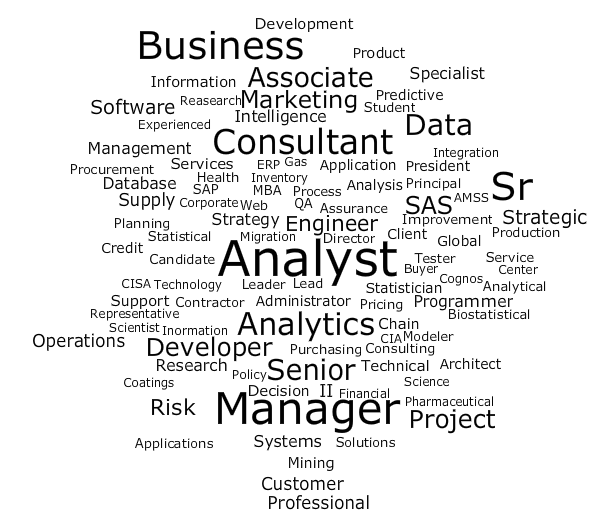 Development
Business
Product
Associate Specialist
Information
Software Reasearch Marketing Predictive
Student
Experienced Intelligence Data
Consultant
Management Integration
Procurement Services ERP Gas Application President
Health Inventory
Database SAP MBA Process Analysis Principal Sr
Supply Corporate Web QA Assurance SAS AMSS
Planning Strategy Engineer Improvement Strategic
Statistical Migration Director Client Global Production
Credit Candidate Analyst Tester Service
Buyer Center
CISA Technology Leader Lead Statistician Cognos Analytical
Support Contractor Administrator Pricing Programmer
Representative Biostatistical
Scientist Inormation Analytics Chain
Operations Developer Purchasing Consulting CIA Modeler
Research Policy Senior Technical Architect
Coatings Decision II Financial Science
Risk Manager Pharmaceutical
Project
Applications Systems Solutions
Mining
Customer
Professional